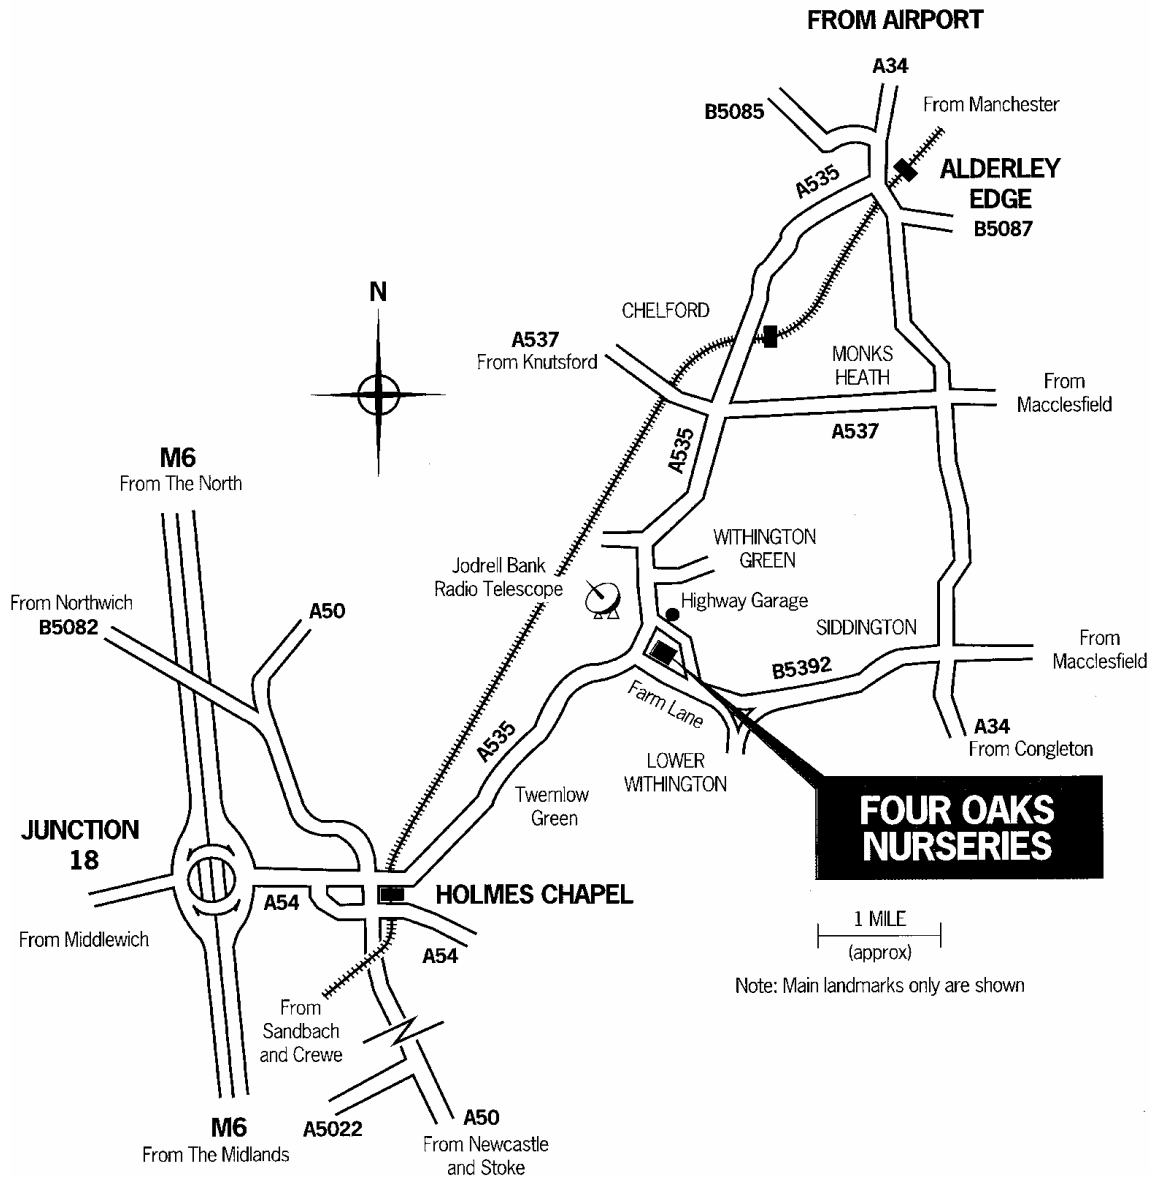 FROM AIRPORT
A34
From Manchester
B5085
A535
ALDERLEY
EDGE
B5087
N
CHELFORD
A537
From Knutsford
MONKS
HEATH
From
Macclesfield
A537
A535
M6
From The North
WITHINGTON
GREEN
Jodrell Bank
Radio Telescope
Highway Garage
From Northwich
B5082
A50
SIDDINGTON
From
Macclesfield
B5392
Farm Lane
A34
From Congleton
A535
LOWER
WITHINGTON
Twemlow
Green
FOUR OAKS
NURSERIES
JUNCTION
18
A54
HOLMES CHAPEL
From Middlewich
A54
1 MILE
(approx)
Note: Main landmarks only are shown
From
Sandbach
and Crewe
M6
From The Midlands
A5022
A50
From Newcastle
and Stoke